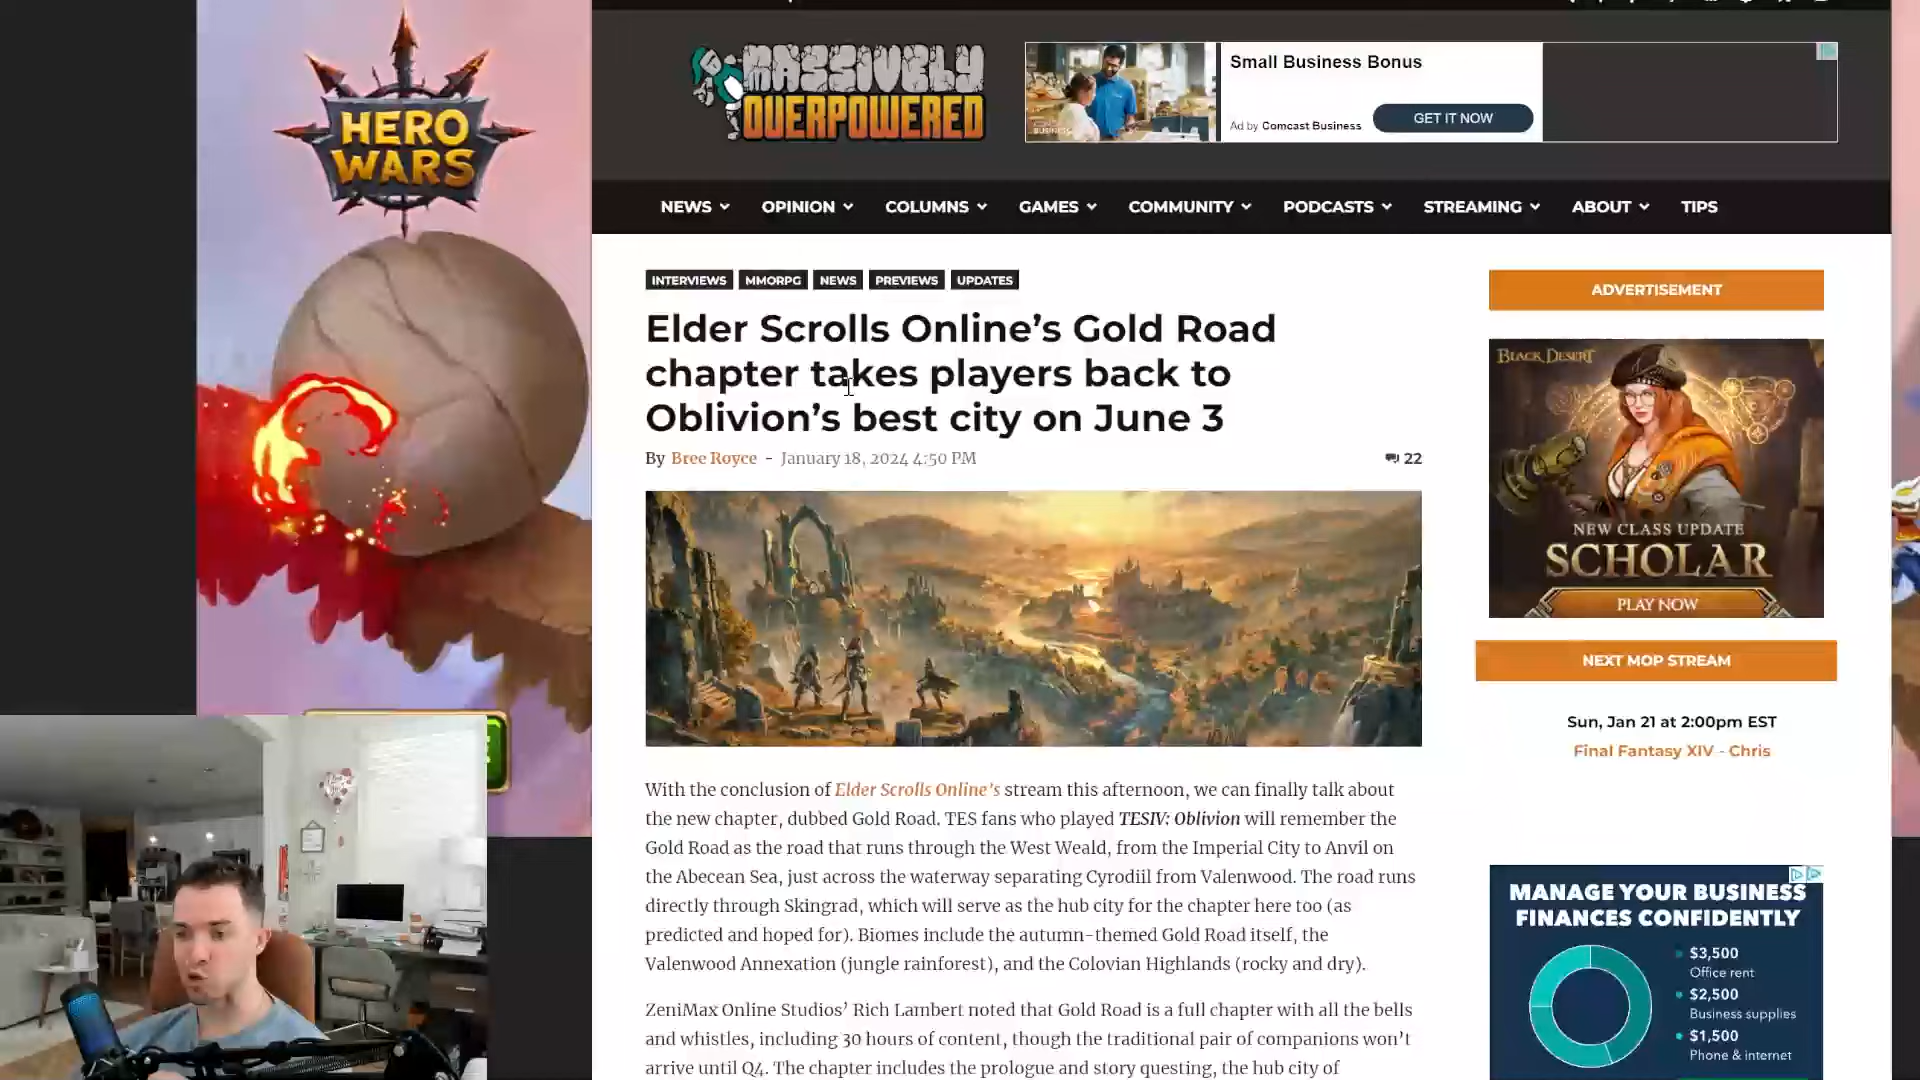 HERO
WARS
MASSIVELY
OVERPOWERED
Small Business Bonus
Ad by Comcast Business
GET IT NOW
NEWS OPINION COLUMNS GAMES COMMUNITY PODCASTS STREAMING ABOUT TIPS
INTERVIEWS MMORPG NEWS PREVIEWS UPDATES
Elder Scrolls Online’s Gold Road
chapter takes players back to
Oblivion’s best city on June 3
By Bree Royce - January 18, 2024 4:50 PM
22
With the conclusion of Elder Scrolls Online’s stream this afternoon, we can finally talk about
the new chapter, dubbed Gold Road. TES fans who played TESIV: Oblivion will remember the
Gold Road as the road that runs through the West Weald, from the Imperial City to Anvil on
the Abecean Sea, just across the waterway separating Cyrodiil from Valenwood. The road runs
directly through Skingrad, which will serve as the hub city for the chapter here too (as
predicted and hoped for). Biomes include the autumn-themed Gold Road itself, the
Valenwood Annexation (jungle rainforest), and the Colovian Highlands (rocky and dry).
ZeniMax Online Studios’ Rich Lambert noted that Gold Road is a full chapter with all the bells
and whistles, including 30 hours of content, though the traditional pair of companions won’t
arrive until Q4. The chapter includes the prologue and story questing, the hub city of
ADVERTISEMENT
BLACK DESERT
NEW CLASS UPDATE
SCHOLAR
PLAY NOW
NEXT MOP STREAM
Sun, Jan 21 at 2:00pm EST
Final Fantasy XIV - Chris
MANAGE YOUR BUSINESS
FINANCES CONFIDENTLY
$3,500
Office rent
$2,500
Business supplies
$1,500
Phone & internet